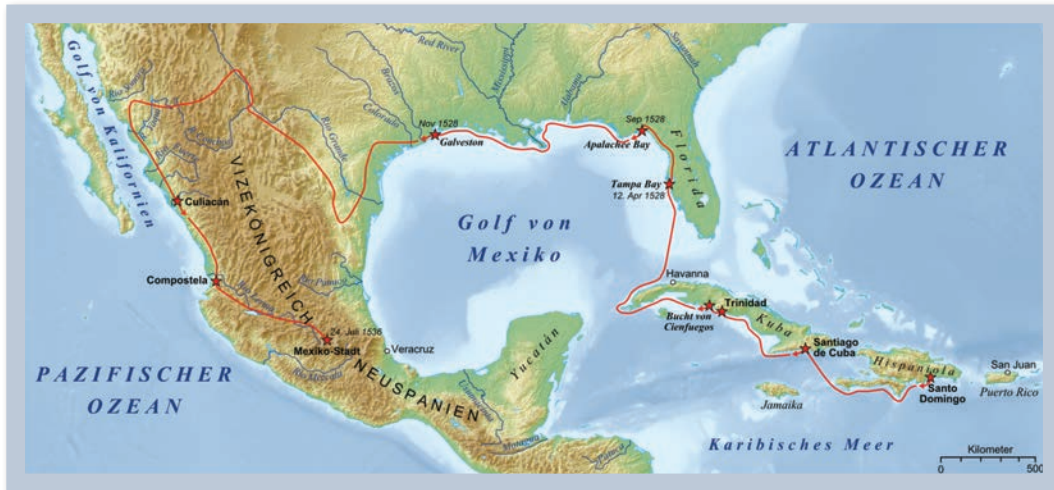 Golf von Kalifornien
Red River
Brazos
Colorado
Mississippi
Alabama
Savannah
Rio Grande
Nov 1528
Galveston
Sep 1528
Apalachee Bay
Florida
Tampa Bay
12. Apr 1528
ATLANTISCHER
OZEAN
Golf von
Mexiko
VIZEKÖNIGREICH
NEUSPANIEN
Culiacán
Compostela
24. Juli 1536
Mexiko-Stadt
Veracruz
Yucatán
Havanna
Trinidad
Bucht von
Cienfuegos
Kuba
Santiago
de Cuba
Hispaniola
San Juan
Puerto Rico
Santo
Domingo
Jamaika
PAZIFISCHER
OZEAN
Usumacinta
Motagua
Patuca
Karibisches Meer
Kilometer
0 500